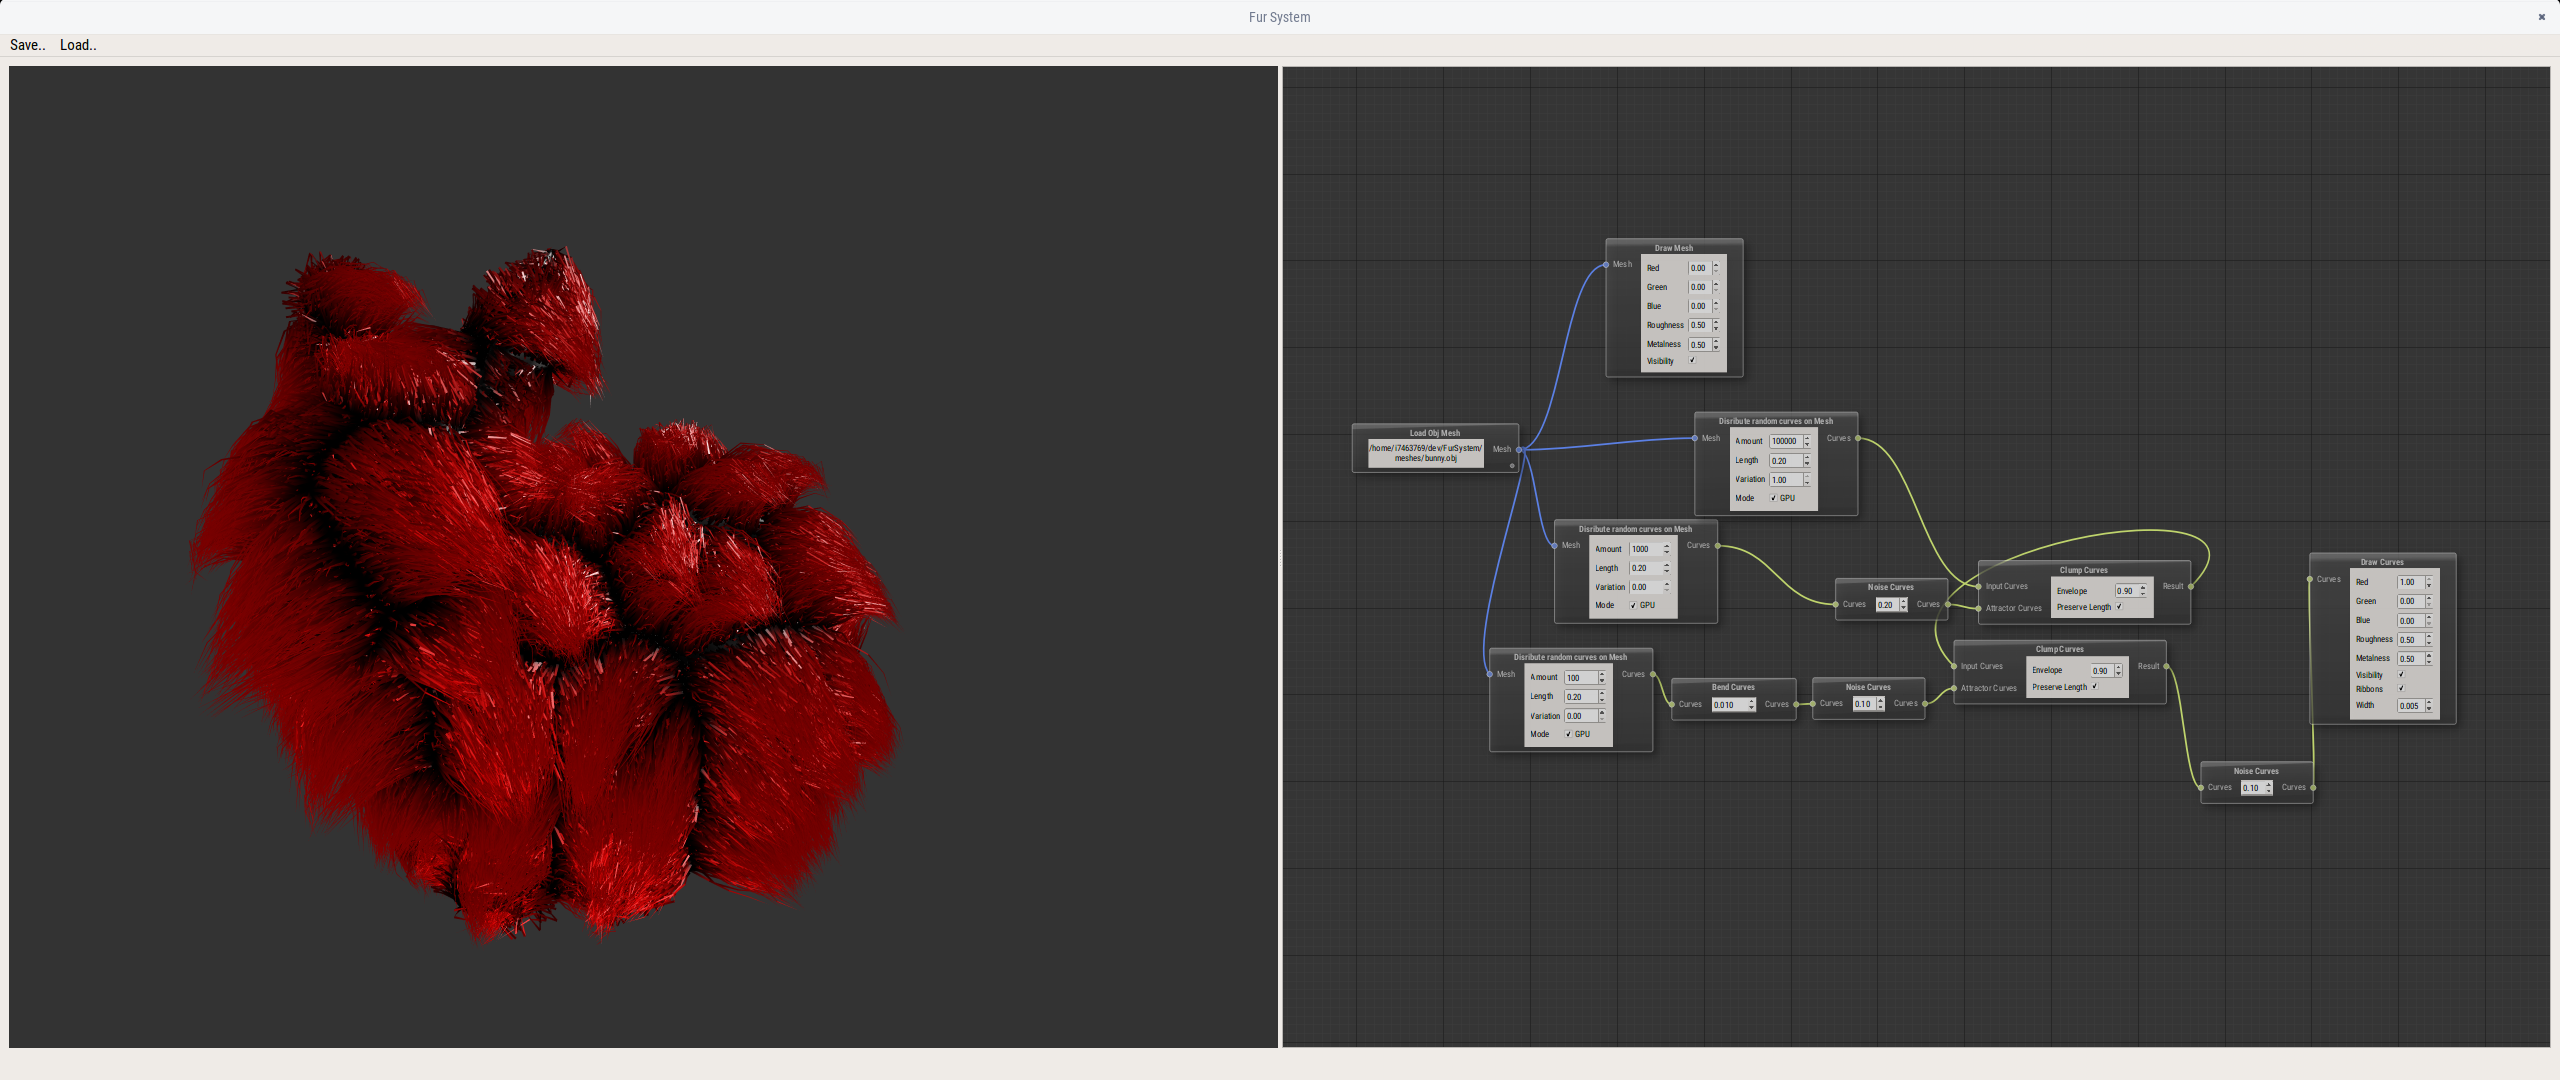 Fur System
Save.. Load..
Draw Mesh
Mesh
Red 0.00
Green 0.00
Blue 0.00
Roughness 0.50
Metalness 0.50
Visibility
Load Obj Mesh
/home/i7463769/dev/FurSystem/
meshes/bunny.obj
Mesh
Disribute random curves on Mesh
Mesh
Amount 100000
Curves
Length 0.20
Variation 1.00
Mode GPU
Disribute random curves on Mesh
Mesh
Amount 1000
Curves
Length 0.20
Variation 0.00
Mode GPU
Noise Curves
Curves 0.20 Curves
Clump Curves
Input Curves
Attractor Curves
Envelope 0.90
Preserve Length
Result
Disribute random curves on Mesh
Mesh
Amount 100
Curves
Length 0.20
Variation 0.00
Mode GPU
Bend Curves
Curves 0.010 Curves
Noise Curves
Curves 0.10 Curves
Clump Curves
Input Curves
Attractor Curves
Envelope 0.90
Preserve Length
Result
Noise Curves
Curves 0.10 Curves
Draw Curves
Curves
Red 1.00
Green 0.00
Blue 0.00
Roughness 0.50
Metalness 0.50
Visibility
Ribbons
Width 0.005